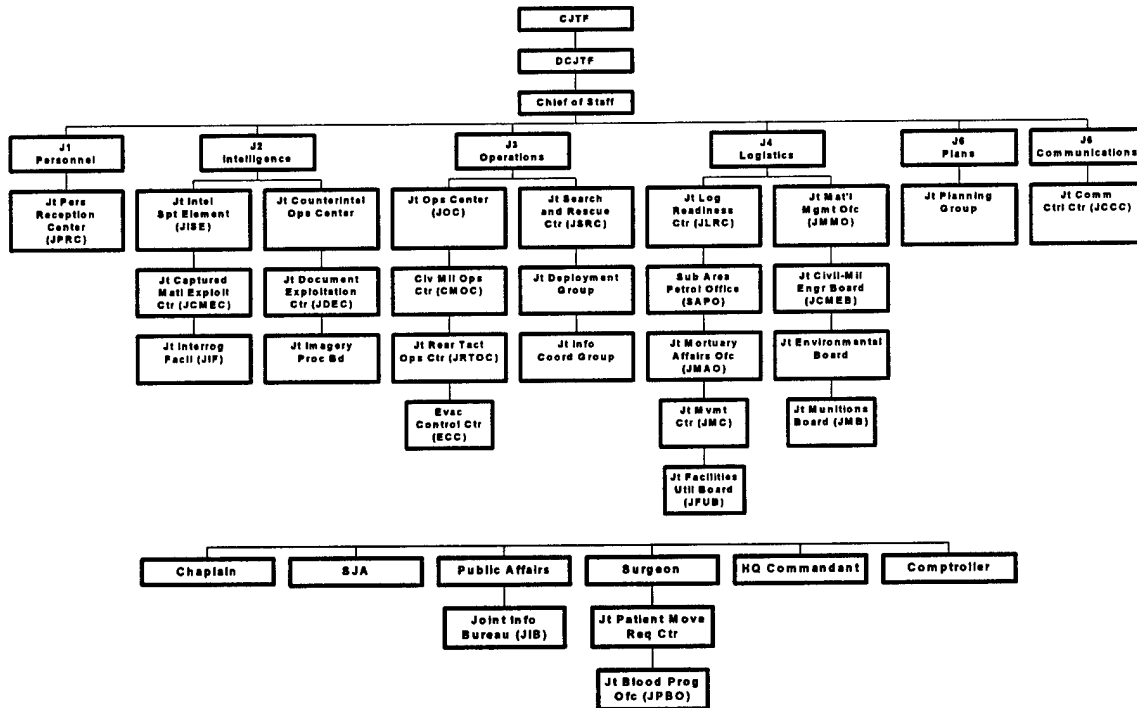 CJTF
DCJTF
Chief of Staff
J1
Personnel
J2
Intelligence
J3
Operations
J4
Logistics
J5
Plans
J6
Communications
Jt Pers
Reception
Center
(JPRC)
Jt Intel
Spt Element
(JISE)
Jt Counterintel
Ops Center
Jt Ops Center
(JOC)
Jt Search
and Rescue
Ctr (JSRC)
Jt Log
Readiness
Ctr (JLRC)
Jt Mat'l
Mgmt Ofc
(JMMO)
Jt Planning
Group
Jt Comm
Ctrl Ctr (JCCC)
Jt Captured
Matl Exploit
Ctr (JCMEC)
Jt Document
Exploitation
Ctr (JDEC)
Civ Mil Ops
Ctr (CMOC)
Jt Deployment
Group
Sub Area
Petrol Office
(SAPO)
Jt Civil-Mil
Engr Board
(JCMEB)
Jt Interrog
Facil (JIF)
Jt Imagery
Proc Bd
Jt Rear Tact
Ops Ctr (JRTOC)
Jt Info
Coord Group
Jt Mortuary
Affairs Ofc
(JMAO)
Jt Environmental
Board
Evac
Control Ctr
(ECC)
Jt Mvmt
Ctr (JMC)
Jt Munitions
Board (JMB)
Jt Facilities
Util Board
(JFUB)
Chaplain
SJA
Public Affairs
Surgeon
HQ Commandant
Comptroller
Joint Info
Bureau (JIB)
Jt Patient Move
Req Ctr
Jt Blood Prog
Ofc (JPBO)